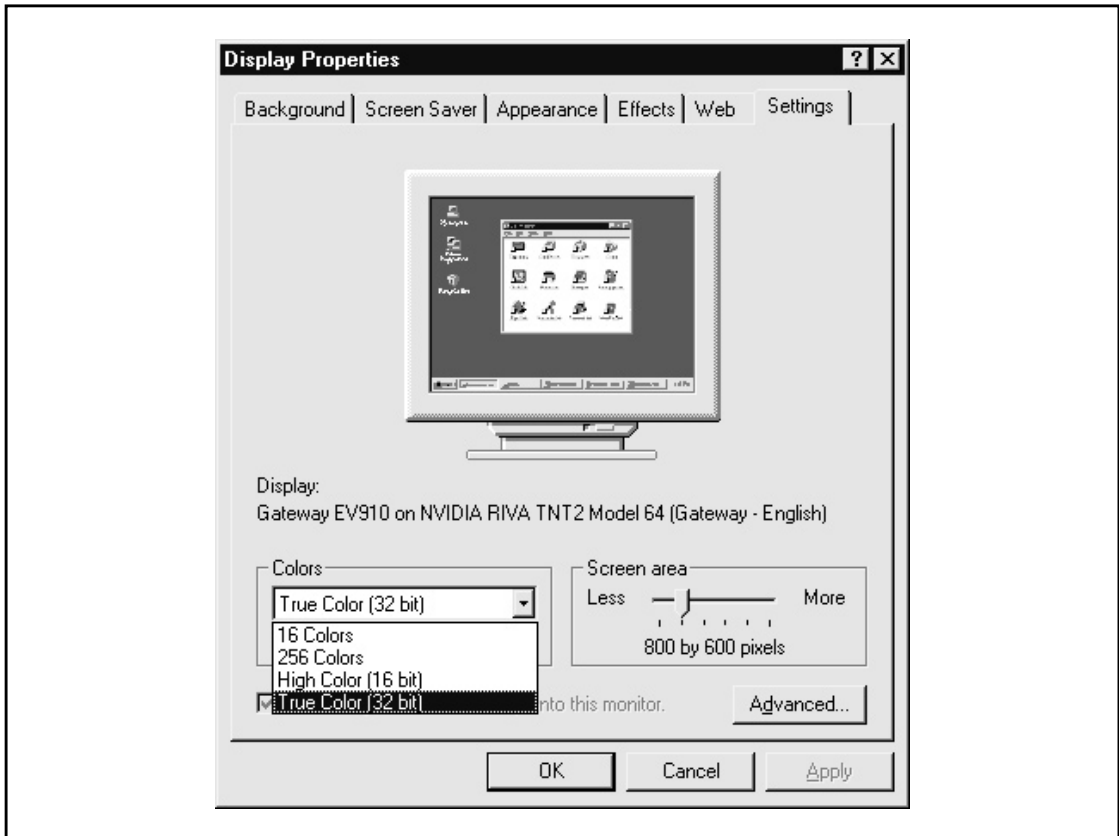 Display Properties
Background Screen Saver Appearance Effects Web Settings
Display:
Gateway EV910 on NVIDIA RIVA TNT2 Model 64 (Gateway - English)
Colors
True Color (32 bit)
16 Colors
256 Colors
High Color (16 bit)
True Color (32 bit)
Screen area
Less More
800 by 600 pixels
nto this monitor.
Advanced...
OK Cancel Apply